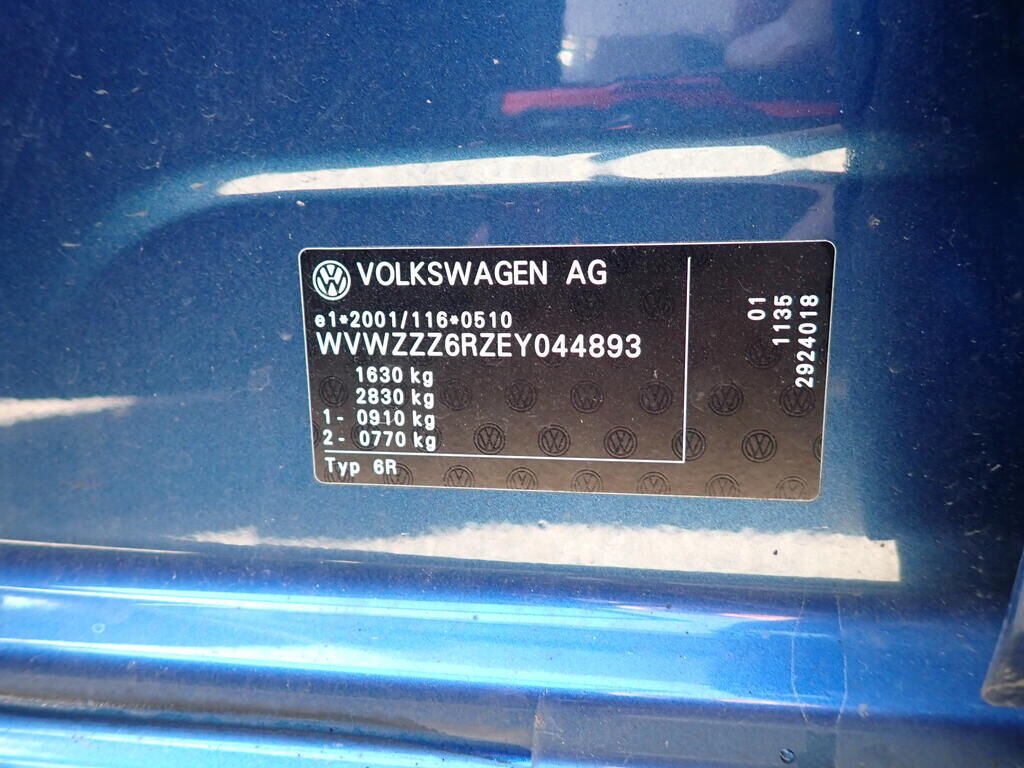 VOLKSWAGEN AG
e1*2001/116*0510
WVWZZZ6RZEY044893
1630 kg
2830 kg
1- 0910 kg
2- 0770 kg
Typ 6R
01
1135
2924018